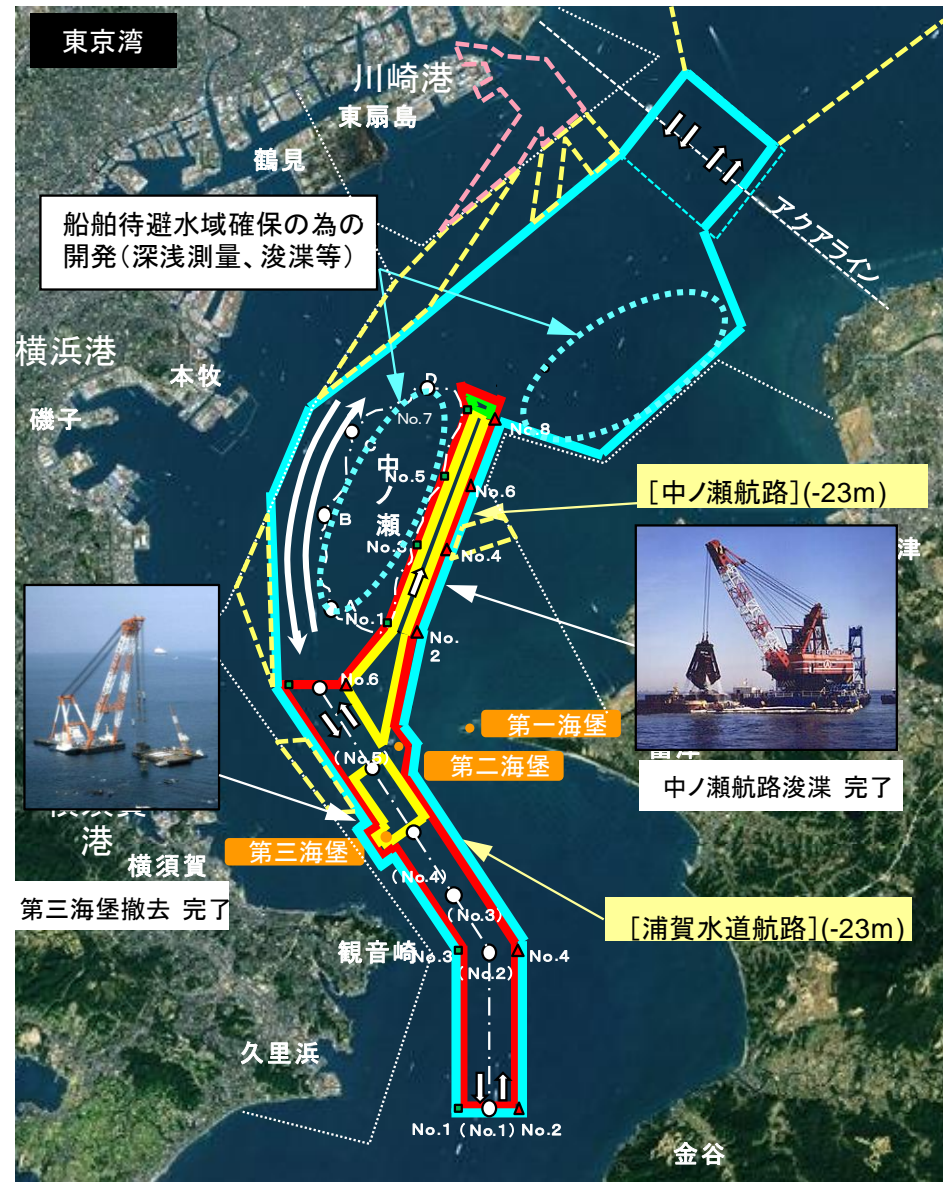 東京湾
川崎港
東扇島
鶴見
船舶待避水域確保の為の
開発(深浅測量、浚渫等)
アクアライン
横浜港
本牧
磯子
D
No.7
C
No.8
中ノ瀬
No.5
No.6
[中ノ瀬航路](-23m)
B
No.3
No.4
津
A
No.1
No.
2
No.6
第一海堡
(No.5)
第二海堡
中ノ瀬航路浚渫 完了
港
横須賀
第三海堡
(No.4)
第三海堡撤去 完了
(No.3)
[浦賀水道航路](-23m)
観音崎
No.3
(No.2)
No.4
久里浜
No.1
(No.1)
No.2
金谷